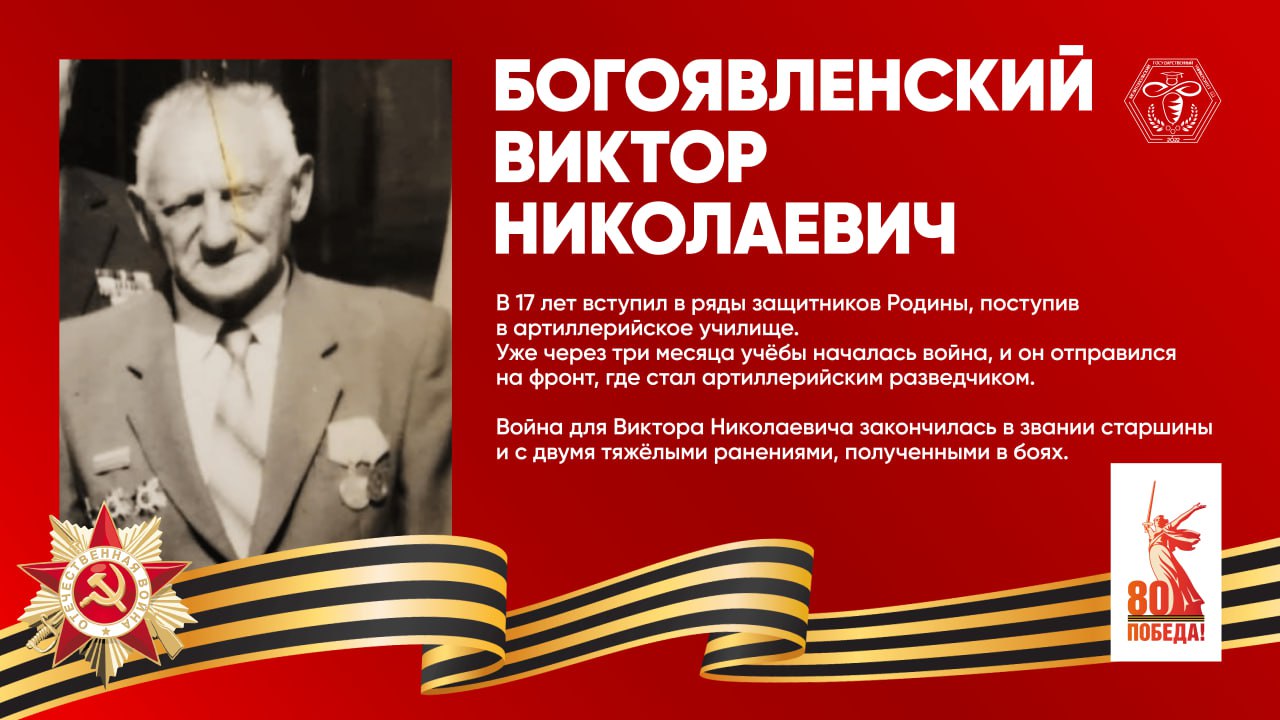 БОГОЯВЛЕНСКИЙ
ВИКТОР
НИКОЛАЕВИЧ
В 17 лет вступил в ряды защитников Родины, поступив
в артиллерийское училище.
Уже через три месяца учёбы началась война, и он отправился
на фронт, где стал артиллерийским разведчиком.
Война для Виктора Николаевича закончилась в звании старшины
и с двумя тяжёлыми ранениями, полученными в боях.
ОТЕЧЕСТВЕННАЯ ВОЙНА
80
ПОБЕДА!
ГОСУДАРСТВЕННЫЙ
2022